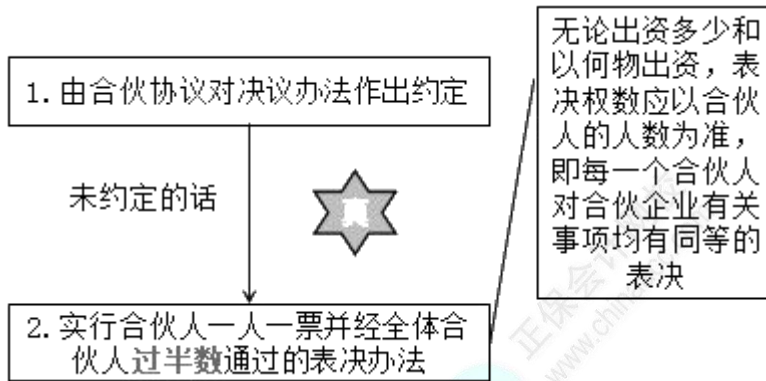 1.由合伙协议对决议办法作出约定
未约定的话
真
2.实行合伙人一人一票并经全体合
伙人过半数通过的表决办法
无论出资多少和
以何物出资，表
决权数应以合伙
人的人数为准，
即每一个合伙人
对合伙企业有关
事项均有同等的
表决